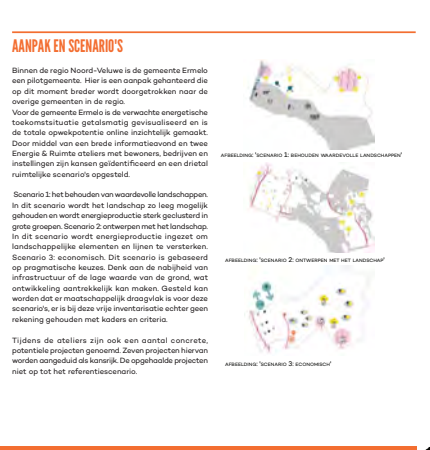 AANPAK EN SCENARIO'S
Binnen de regio Noord-Veluwe is de gemeente Ermelo
een pilotgemeente. Hier is een aanpak gehanteerd die
op dit moment breder wordt doorgetrokken naar de
overige gemeenten in de regio.
Voor de gemeente Ermelo is de verwachte energetische
toekomstsituatie getalsmatig gevisualiseerd en is
de totale opwekpotentie online inzichtelijk gemaakt.
Door middel van een brede informatieavond en twee
Energie & Ruimte ateliers met bewoners, bedrijven en
instellingen zijn kansen geïdentificeerd en een drietal
ruimtelijke scenario's opgesteld.
Scenario 1: het behouden van waardevolle landschappen.
In dit scenario wordt het landschap zo leeg mogelijk
gehouden en wordt energieproductie sterk geclusterd in
grote groepen. Scenario 2: ontwerpen met het landschap.
In dit scenario wordt energieproductie ingezet om
landschappelijke elementen en lijnen te versterken.
Scenario 3: economisch. Dit scenario is gebaseerd
op pragmatische keuzes. Denk aan de nabijheid van
infrastructuur of de lage waarde van de grond, wat
ontwikkeling aantrekkelijk kan maken. Gesteld kan
worden dat er maatschappelijk draagvlak is voor deze
scenario's, er is bij deze vrije inventarisatie echter geen
rekening gehouden met kaders en criteria.
Tijdens de ateliers zijn ook een aantal concrete,
potentiele projecten genoemd. Zeven projecten hiervan
worden aangeduid als kansrijk. De opgehaalde projecten
niet op tot het referentiescenario.
AFBEELDING: 'SCENARIO 1: BEHOUDEN WAARDEVOLLE LANDSCHAPPEN'
AFBEELDING: 'SCENARIO 2: ONTWERPEN MET HET LANDSCHAP'
AFBEELDING: 'SCENARIO 3: ECONOMISCH'